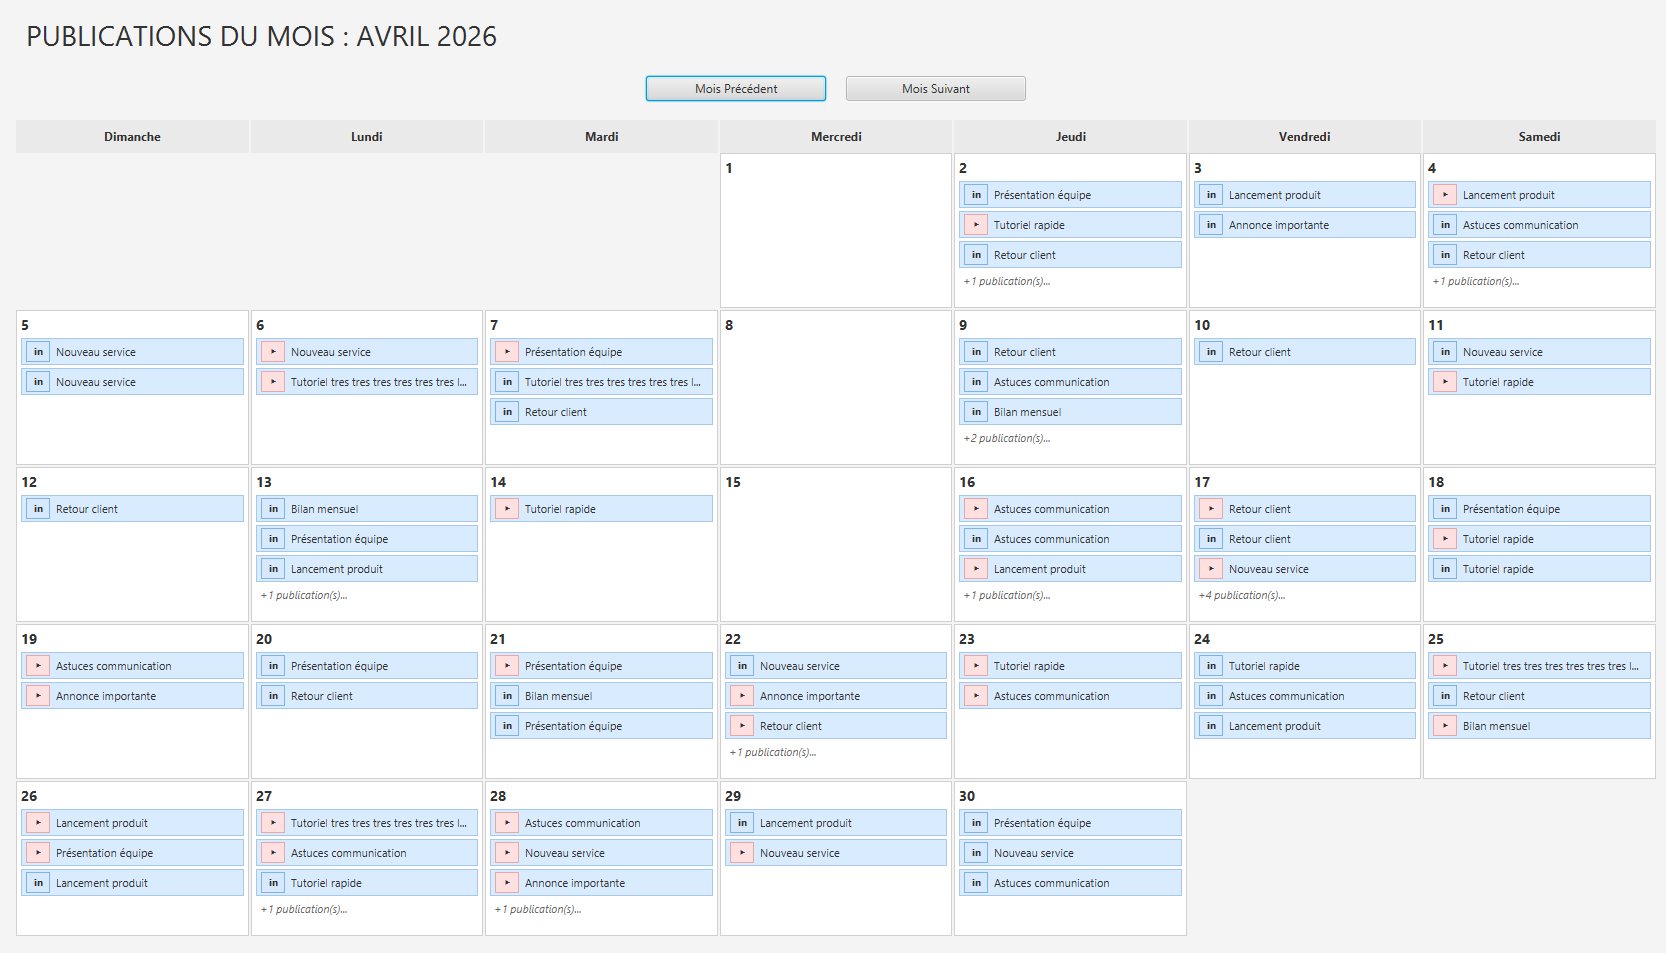 PUBLICATIONS DU MOIS : AVRIL 2026
Mois Précédent
Mois Suivant
Dimanche
Lundi
Mardi
Mercredi
Jeudi
Vendredi
Samedi
1
2
in Présentation équipe
Tutoriel rapide
in Retour client
+1 publication(s)...
3
in Lancement produit
in Annonce importante
4
Lancement produit
in Astuces communication
in Retour client
+1 publication(s)...
5
in Nouveau service
in Nouveau service
6
Nouveau service
Tutoriel tres tres tres tres tres tres l...
7
Présentation équipe
in Tutoriel tres tres tres tres tres tres l...
in Retour client
8
9
in Retour client
in Astuces communication
in Bilan mensuel
+2 publication(s)...
10
in Retour client
11
in Nouveau service
Tutoriel rapide
12
in Retour client
13
in Bilan mensuel
in Présentation équipe
in Lancement produit
+1 publication(s)...
14
Tutoriel rapide
15
16
Astuces communication
in Astuces communication
Lancement produit
+1 publication(s)...
17
Retour client
in Retour client
Nouveau service
+4 publication(s)...
18
in Présentation équipe
Tutoriel rapide
in Tutoriel rapide
19
Astuces communication
Annonce importante
20
in Présentation équipe
in Retour client
21
Présentation équipe
in Bilan mensuel
in Présentation équipe
22
in Nouveau service
Annonce importante
Retour client
+1 publication(s)...
23
Tutoriel rapide
Astuces communication
24
in Tutoriel rapide
in Astuces communication
in Lancement produit
25
Tutoriel tres tres tres tres tres tres l...
in Retour client
Bilan mensuel
26
Lancement produit
Présentation équipe
in Lancement produit
27
Tutoriel tres tres tres tres tres tres l...
Astuces communication
in Tutoriel rapide
+1 publication(s)...
28
Astuces communication
Nouveau service
Annonce importante
+1 publication(s)...
29
in Lancement produit
Nouveau service
30
in Présentation équipe
in Nouveau service
in Astuces communication